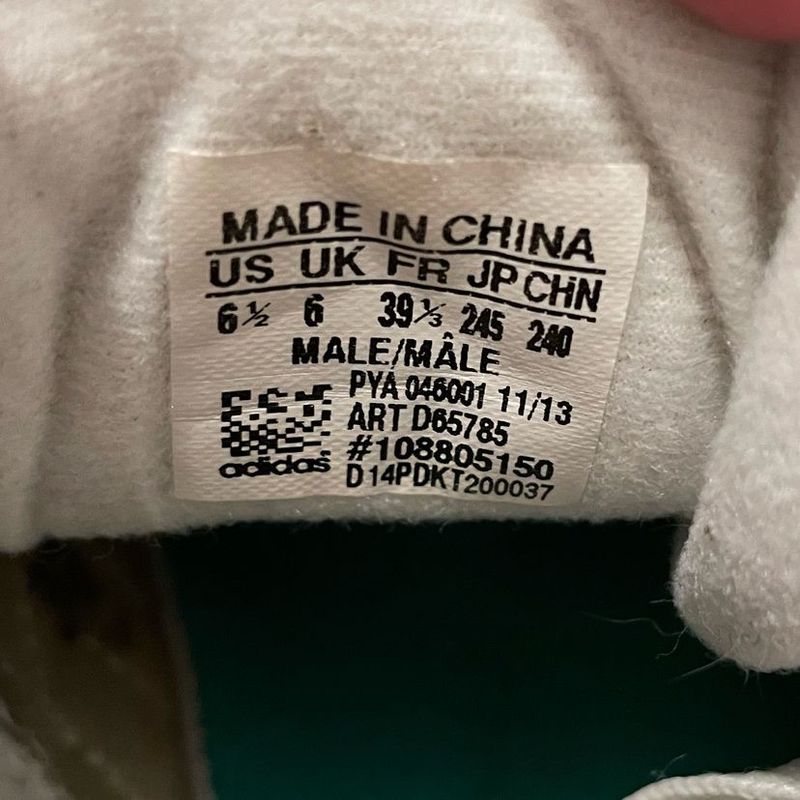 MADE IN CHINA
US UK FR JP CHN
6½ 6 39⅓ 245 240
MALE/MÂLE
PYA 046001 11/13
ART D65785
#108805150
adidas
D14PDKT200037